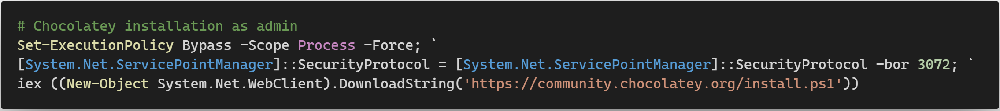 # Chocolatey installation as admin
Set-ExecutionPolicy Bypass -Scope Process -Force; `
[System.Net.ServicePointManager]::SecurityProtocol = [System.Net.ServicePointManager]::SecurityProtocol -bor 3072; `
iex ((New-Object System.Net.WebClient).DownloadString('https://community.chocolatey.org/install.ps1'))